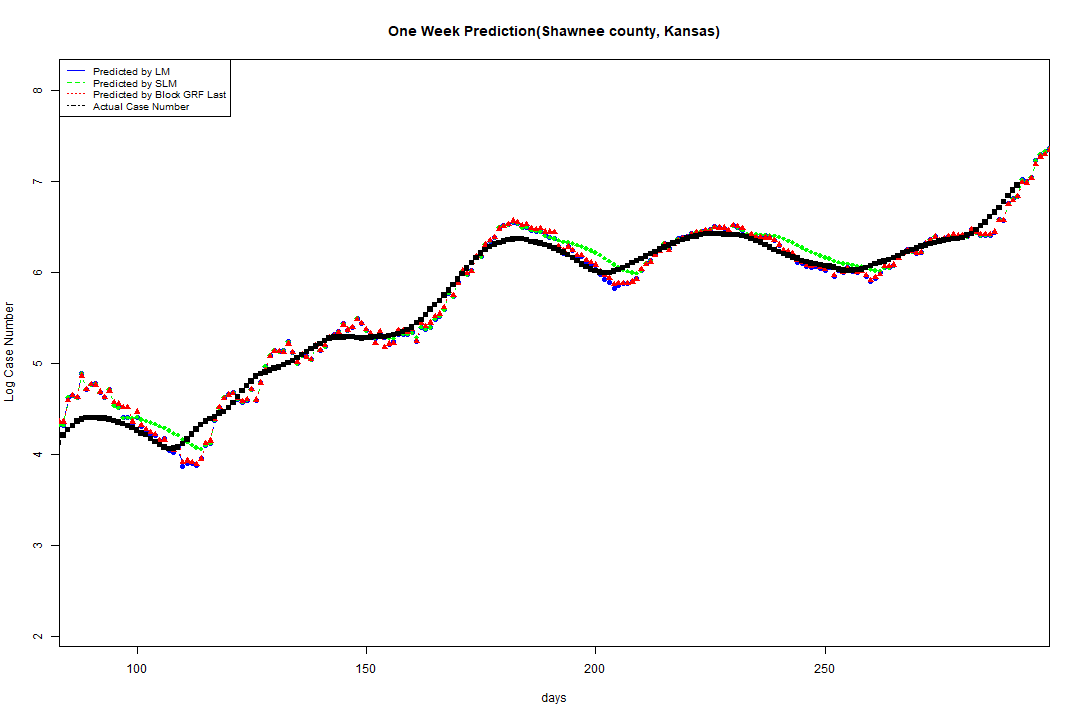 One Week Prediction(Shawnee county, Kansas)
Predicted by LM
Predicted by SLM
Predicted by Block GRF Last
Actual Case Number
8
7
6
5
4
3
2
Log Case Number
100 150 200 250
days